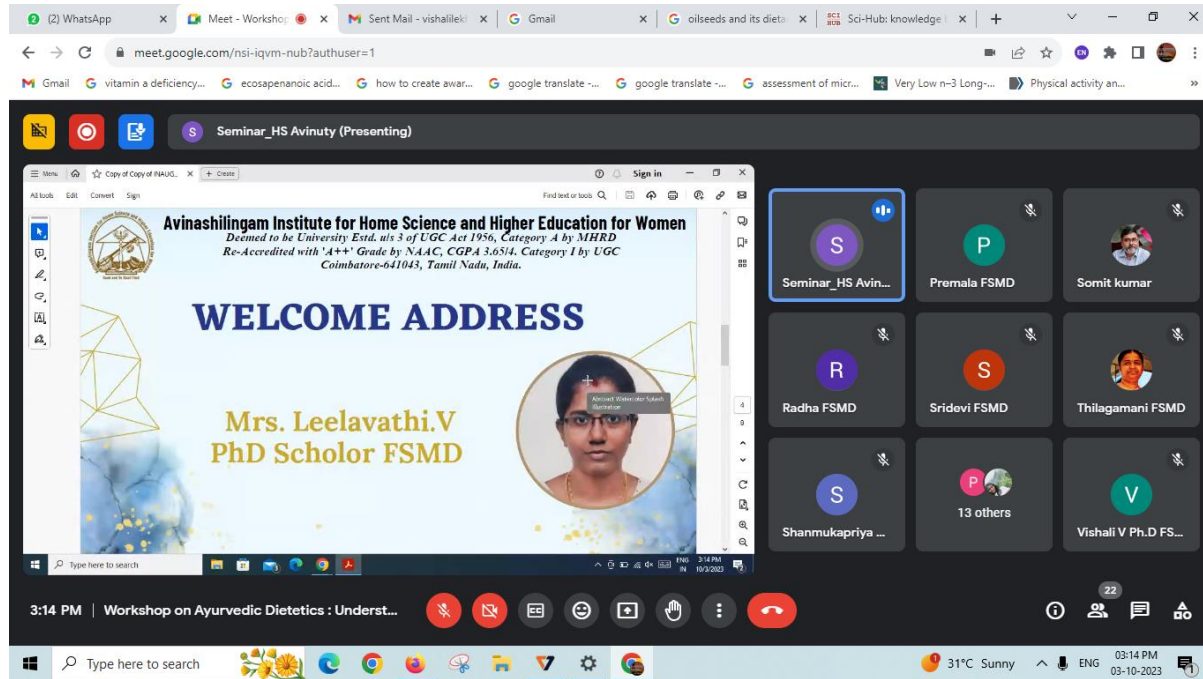 (2) WhatsApp
Meet - Workshop
Sent Mail - vishalilek
Gmail
oilseeds and its dieta
Sci-Hub: knowledge
meet.google.com/nsi-iqvm-nub?authuser=1
EN
Gmail
vitamin a deficiency...
ecosapenanoic acid...
how to create awar...
google translate -...
google translate -...
assessment of micr...
Very Low n–3 Long-...
Physical activity an...
S
Seminar_HS Avinuty (Presenting)
Menu
Copy of Copy of INAUG...
+ Create
Sign in
All tools
Edit
Convert
Sign
Find text or tools
Avinashilingam Institute for Home Science and Higher Education for Women
Deemed to be University Estd. u/s 3 of UGC Act 1956, Category A by MHRD
Re-Accredited with 'A++' Grade by NAAC, CGPA 3.65/4. Category I by UGC
Coimbatore-641043, Tamil Nadu, India.
WELCOME ADDRESS
Mrs. Leelavathi.V
PhD Scholor FSMD
Abstract Watercolor Splash
Illustration
Type here to search
ENG
IN
3:14 PM
10/3/2023
S
Seminar_HS Avin...
P
Premala FSMD
Somit kumar
R
Radha FSMD
S
Sridevi FSMD
Thilagamani FSMD
S
Shanmukapriya ...
P
13 others
V
Vishali V Ph.D FS...
3:14 PM | Workshop on Ayurvedic Dietetics : Underst...
22
Type here to search
31°C Sunny
ENG
03:14 PM
03-10-2023